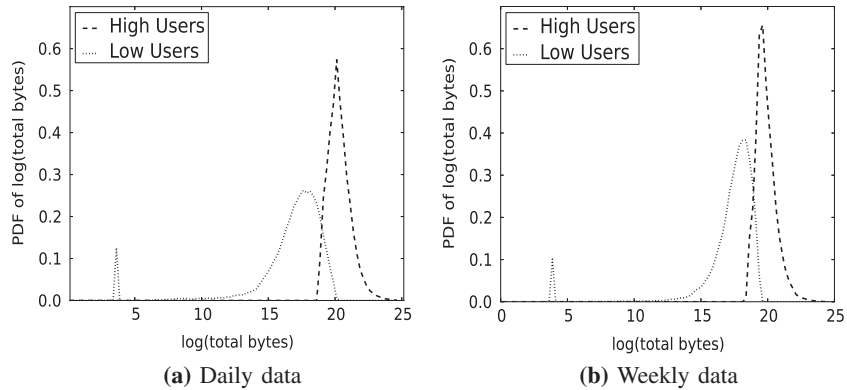 High Users
Low Users
0.6
0.5
0.4
0.3
0.2
0.1
0.0
PDF of log(total bytes)
5
10
15
20
25
log(total bytes)
(a) Daily data
High Users
Low Users
0.6
0.5
0.4
0.3
0.2
0.1
0.0
PDF of log(total bytes)
0
5
10
15
20
25
log(total bytes)
(b) Weekly data